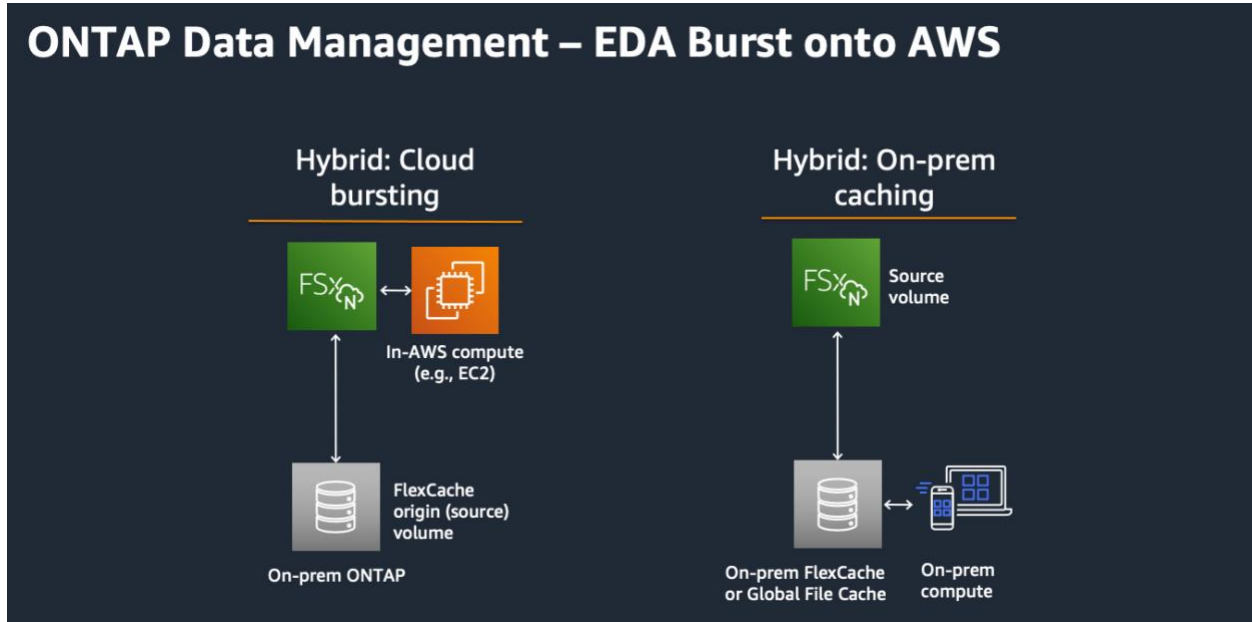 ONTAP Data Management – EDA Burst onto AWS
Hybrid: Cloud
bursting
FSx
N
In-AWS compute
(e.g., EC2)
FlexCache
origin (source)
volume
On-prem ONTAP
Hybrid: On-prem
caching
FSx
N
Source
volume
On-prem FlexCache
or Global File Cache
On-prem
compute